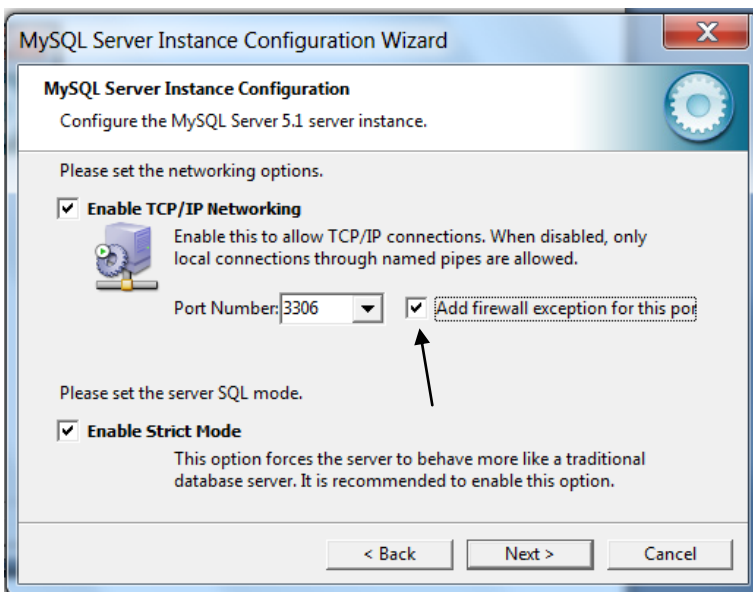 MySQL Server Instance Configuration Wizard
X
MySQL Server Instance Configuration
Configure the MySQL Server 5.1 server instance.
Please set the networking options.
Enable TCP/IP Networking
Enable this to allow TCP/IP connections. When disabled, only
local connections through named pipes are allowed.
Port Number: 3306 Add firewall exception for this por
Please set the server SQL mode.
Enable Strict Mode
This option forces the server to behave more like a traditional
database server. It is recommended to enable this option.
< Back Next > Cancel